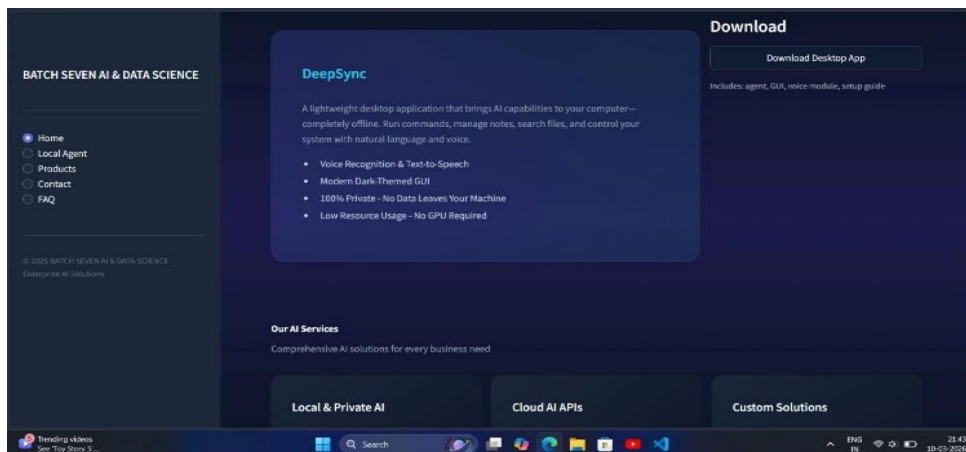 BATCH SEVEN AI & DATA SCIENCE
Home
Local Agent
Products
Contact
FAQ
© 2025 BATCH SEVEN AI & DATA SCIENCE
Enterprise AI Solutions
DeepSync
A lightweight desktop application that brings AI capabilities to your computer—
completely offline. Run commands, manage notes, search files, and control your
system with natural language and voice.
Voice Recognition & Text-to-Speech
Modern Dark-Themed GUI
100% Private - No Data Leaves Your Machine
Low Resource Usage - No GPU Required
Download
Download Desktop App
Includes: agent, GUI, voice module, setup guide
Our AI Services
Comprehensive AI solutions for every business need
Local & Private AI
Cloud AI APIs
Custom Solutions
Trending videos
See 'Toy Story 5'...
Search
ENG
IN
21:43
10-03-2026